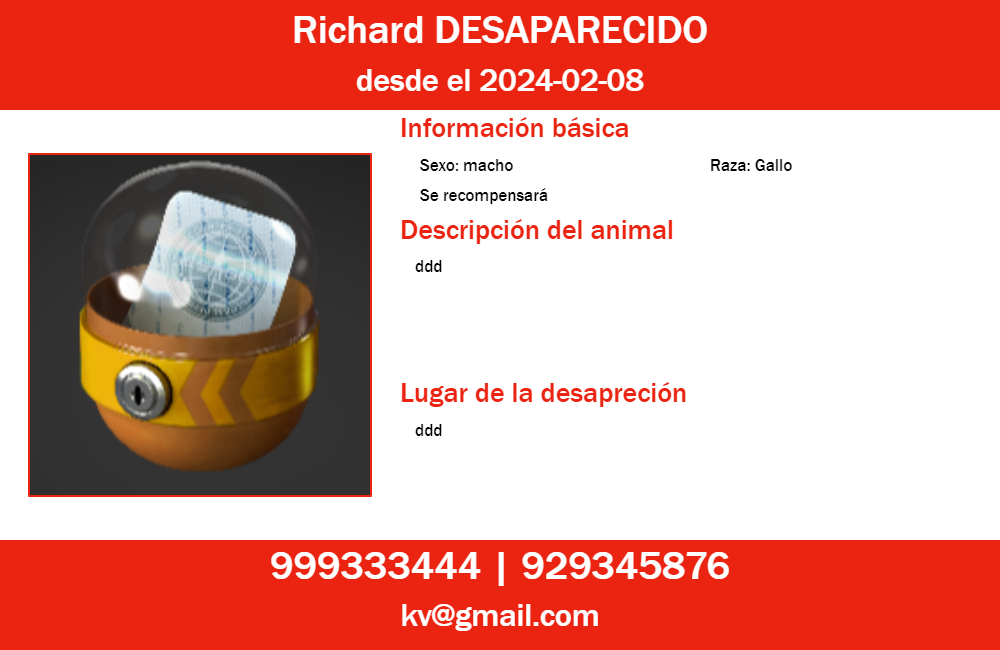 Richard DESAPARECIDO
desde el 2024-02-08
Información básica
Sexo: macho Raza: Gallo
Se recompensará
Descripción del animal
ddd
Lugar de la desapreción
ddd
999333444 | 929345876
kv@gmail.com